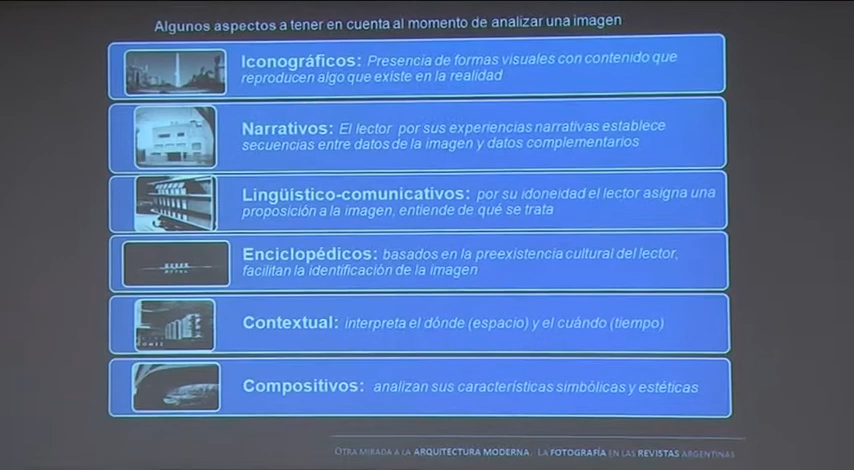 Algunos aspectos a tener en cuenta al momento de analizar una imagen
Iconográficos: Presencia de formas visuales con contenido que
reproducen algo que existe en la realidad
Narrativos: El lector por sus experiencias narrativas establece
secuencias entre datos de la imagen y datos complementarios
Lingüístico-comunicativos: por su idoneidad el lector asigna una
proposición a la imagen, entiende de qué se trata
Enciclopédicos: basados en la preexistencia cultural del lector,
facilitan la identificación de la imagen
Contextual: interpreta el dónde (espacio) y el cuándo (tiempo)
Compositivos: analizan sus características simbólicas y estéticas
OTRA MIRADA A LA ARQUITECTURA MODERNA. LA FOTOGRAFÍA EN LAS REVISTAS ARGENTINAS